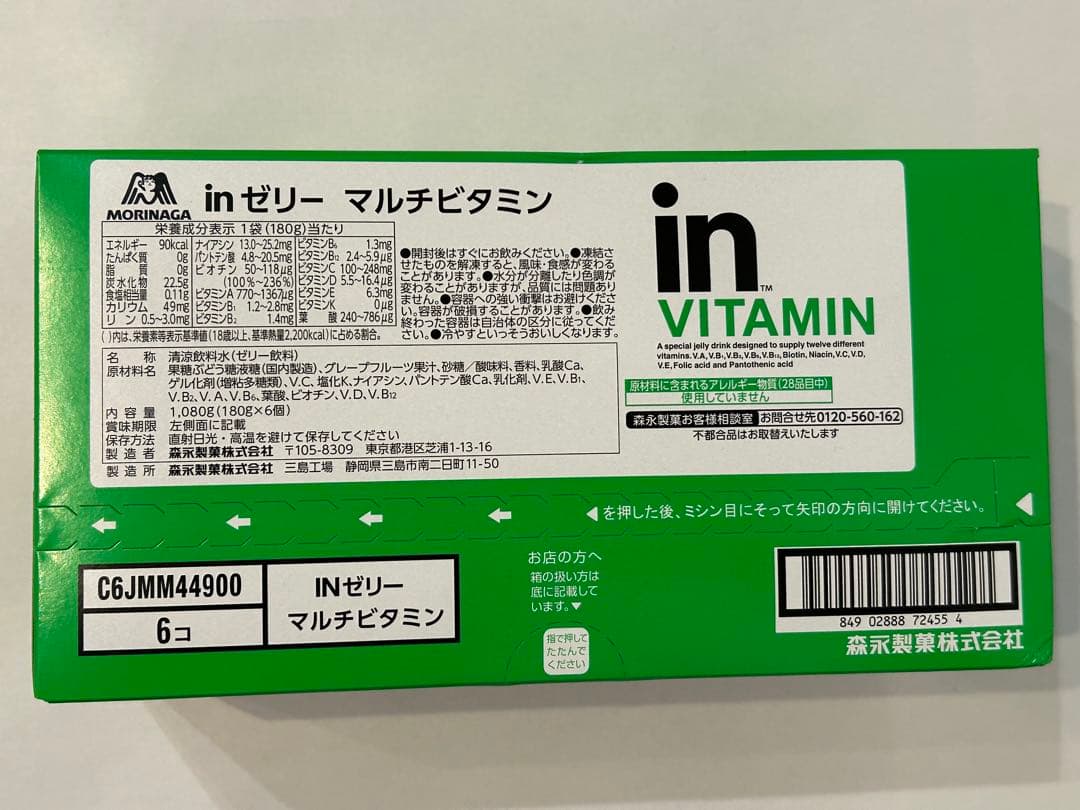 MORINAGA
inゼリー マルチビタミン
栄養成分表示 1袋(180g)当たり
エネルギー 90kcal
たんぱく質 0g
脂質 0g
炭水化物 22.5g
食塩相当量 0.11g
カリウム 49mg
リン 0.5~3.0mg
ナイアシン 13.0~25.2mg
パントテン酸 4.8~20.5mg
ビオチン 50~118μg
(100%~236%)
ビタミンA 770~1367μg
ビタミンB₁ 1.2~2.8mg
ビタミンB₂ 1.4mg
ビタミンB₆ 1.3mg
ビタミンB₁₂ 2.4~5.9μg
ビタミンC 100~248mg
ビタミンD 5.5~16.4μg
ビタミンE 6.3mg
ビタミンK 0μg
葉酸 240~786μg
( )内は、栄養素等表示基準値(18歳以上、基準熱量2,200kcal)に占める割合。
●開封後はすぐにお飲みください。●凍結さ
せたものを解凍すると、風味・食感が変わる
ことがあります。●水分が分離したり色調が
変わることがありますが、品質には問題あり
ません。●容器への強い衝撃はお避けくださ
い。容器が破損することがあります。●飲み
終わった容器は自治体の区分に従ってくだ
さい。●冷やすといっそうおいしくなります。
名称 清涼飲料水(ゼリー飲料)
原材料名 果糖ぶどう糖液糖(国内製造)、グレープフルーツ果汁、砂糖/酸味料、香料、乳酸Ca、
ゲル化剤(増粘多糖類)、V.C、塩化K、ナイアシン、パントテン酸Ca、乳化剤、V.E、V.B₁、
V.B₂、V.A、V.B₆、葉酸、ビオチン、V.D、V.B₁₂
内容量 1,080g(180g×6個)
賞味期限 左側面に記載
保存方法 直射日光・高温を避けて保存してください
製造者 森永製菓株式会社 〒105-8309 東京都港区芝浦1-13-16
製造所 森永製菓株式会社 三島工場 静岡県三島市南二日町11-50
in™
VITAMIN
A special jelly drink designed to supply twelve different
vitamins. V.A, V.B₁, V.B₂, V.B₆, V.B₁₂, Biotin, Niacin, V.C, V.D,
V.E, Folic acid and Pantothenic acid
原材料に含まれるアレルギー物質(28品目中)
使用していません
森永製菓お客様相談室 お問合せ先0120-560-162
不都合品はお取替えいたします
◀を押した後、ミシン目にそって矢印の方向に開けてください。
C6JMM44900
6コ
INゼリー
マルチビタミン
お店の方へ
箱の扱い方は
底に記載して
います。▼
指で押して
たたんで
ください
849 02888 72455 4
森永製菓株式会社